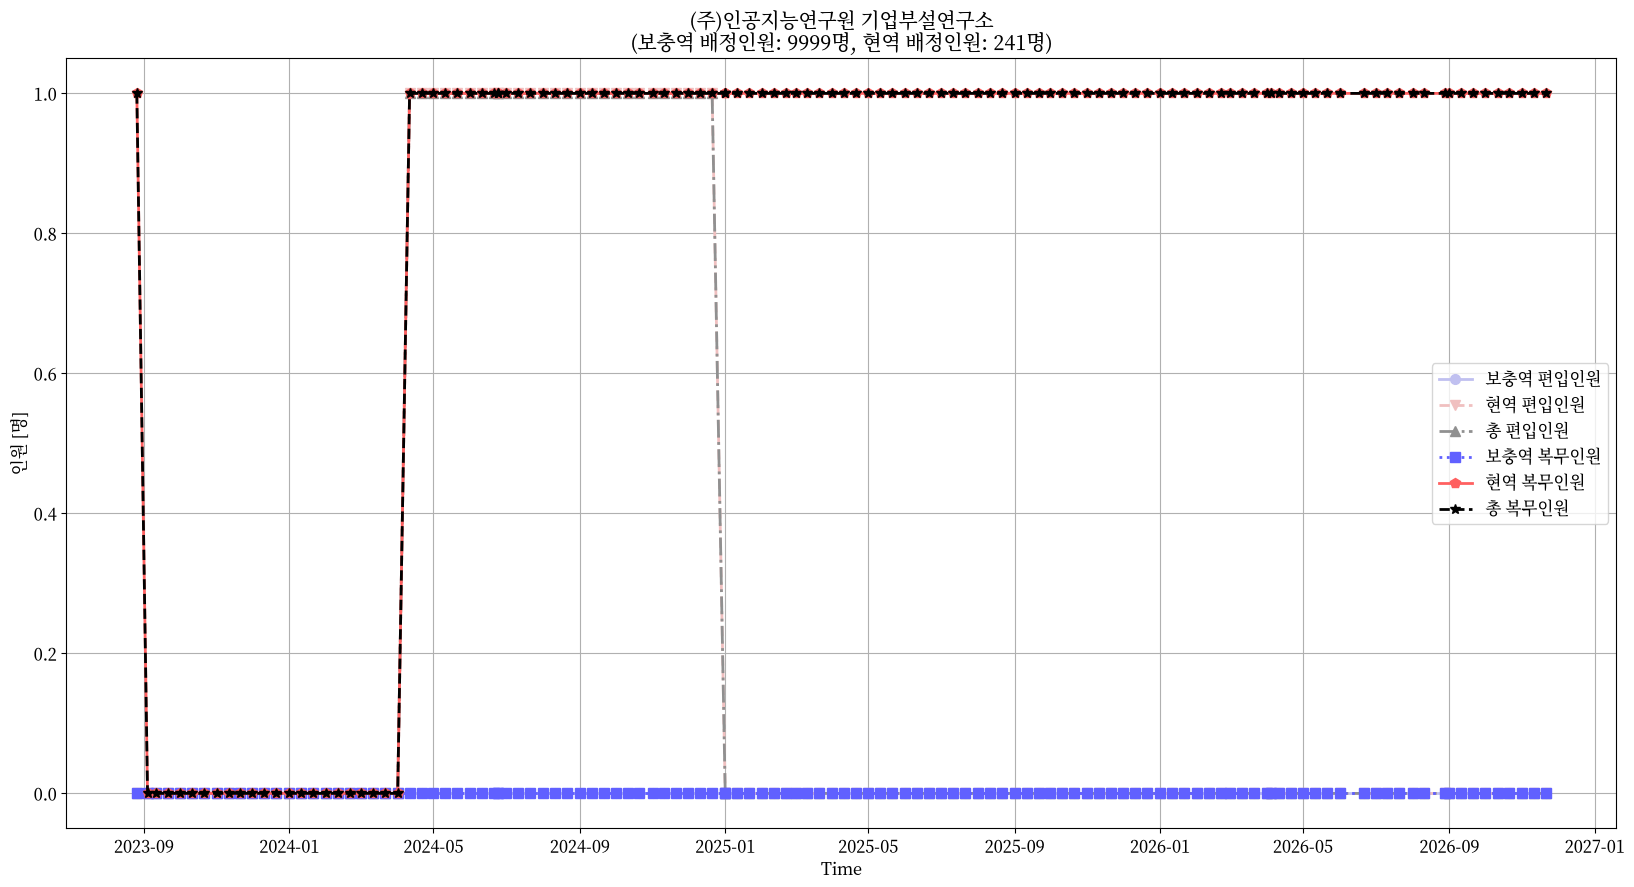 (주)인공지능연구원 기업부설연구소
(보충역 배정인원: 9999명, 현역 배정인원: 241명)
인원 [명]
1.0
0.8
0.6
0.4
0.2
0.0
보충역 편입인원
현역 편입인원
총 편입인원
보충역 복무인원
현역 복무인원
총 복무인원
2023-09 2024-01 2024-05 2024-09 2025-01 2025-05 2025-09 2026-01 2026-05 2026-09 2027-01
Time